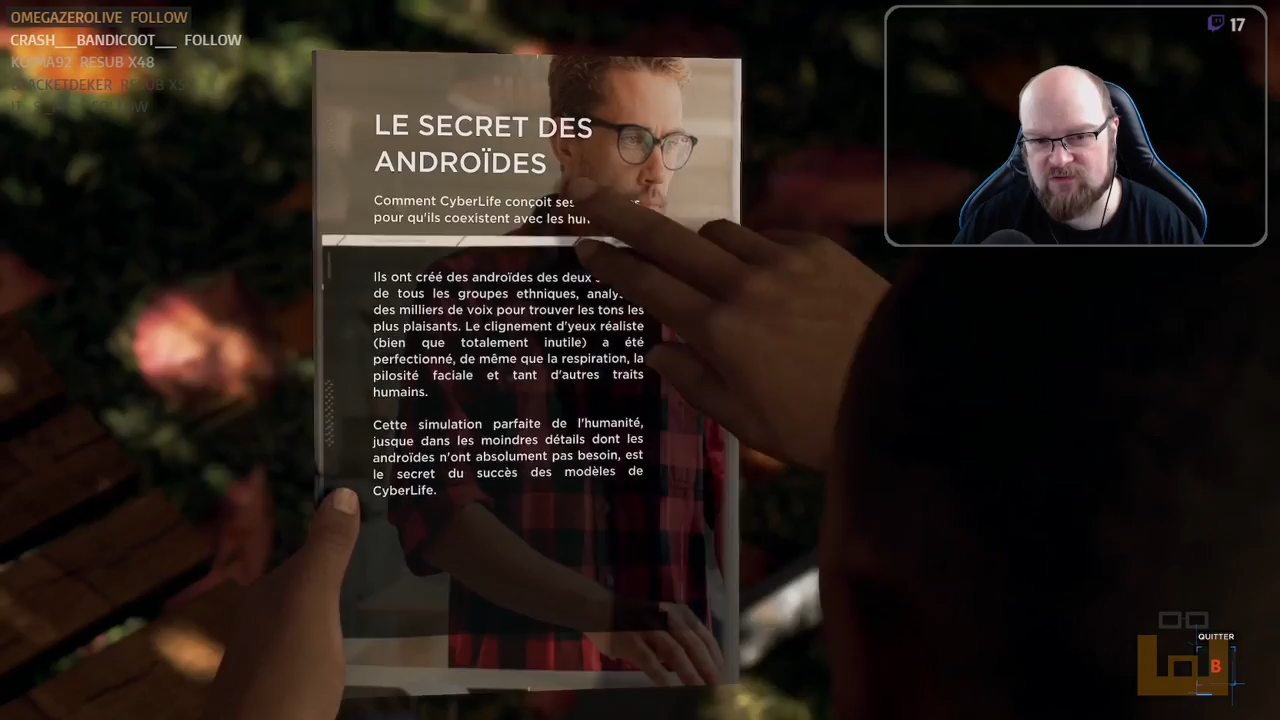 OMEGAZEROLIVE FOLLOW
CRASH___BANDICOOT___ FOLLOW
RESUB X48
FOLLOW
17
LE SECRET DES
ANDROÏDES
Comment CyberLife conçoit
pour qu'ils coexistent avec les
Ils ont créé des androïdes des deux
de tous les groupes ethniques,
des milliers de voix pour trouver les tons les
plus plaisants. Le clignement d'yeux réaliste
(bien que totalement inutile) a été
perfectionné, de même que la respiration, la
pilosité faciale et tant d'autres traits
humains.
Cette simulation parfaite de l'humanité,
jusque dans les moindres détails dont les
androïdes n'ont absolument pas besoin, est
le secret du succès des modèles de
CyberLife.
QUITTER
B